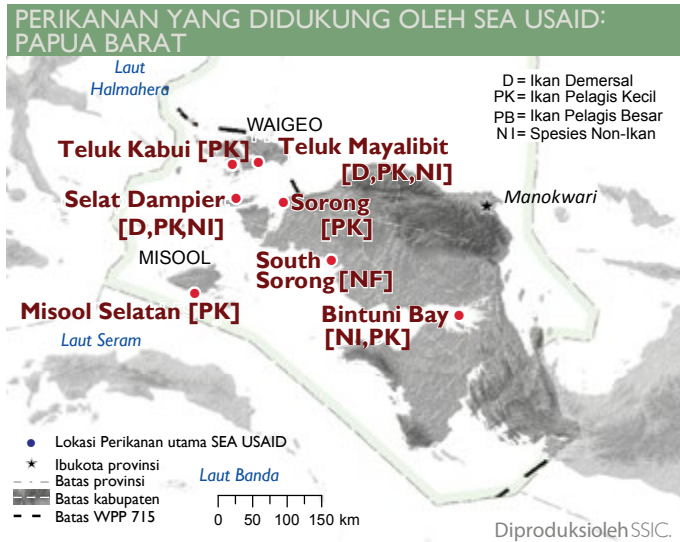 PERIKANAN YANG DIDUKUNG OLEH SEA USAID:
PAPUA BARAT
Laut
Halmahera
D = Ikan Demersal
PK = Ikan Pelagis Kecil
PB = Ikan Pelagis Besar
NI = Spesies Non-Ikan
WAIGEO
Teluk Kabui [PK]
Teluk Mayalibit
[D,PK,NI]
Selat Dampier
[D,PK,NI]
Sorong
[PK]
Manokwari
MISOOL
South
Sorong [NF]
Misool Selatan [PK]
Bintuni Bay
[NI,PK]
Laut Seram
Lokasi Perikanan utama SEA USAID
Ibukota provinsi
Batas provinsi
Batas kabupaten
Batas WPP 715
Laut Banda
0 50 100 150 km
Diproduksioleh SSIC.